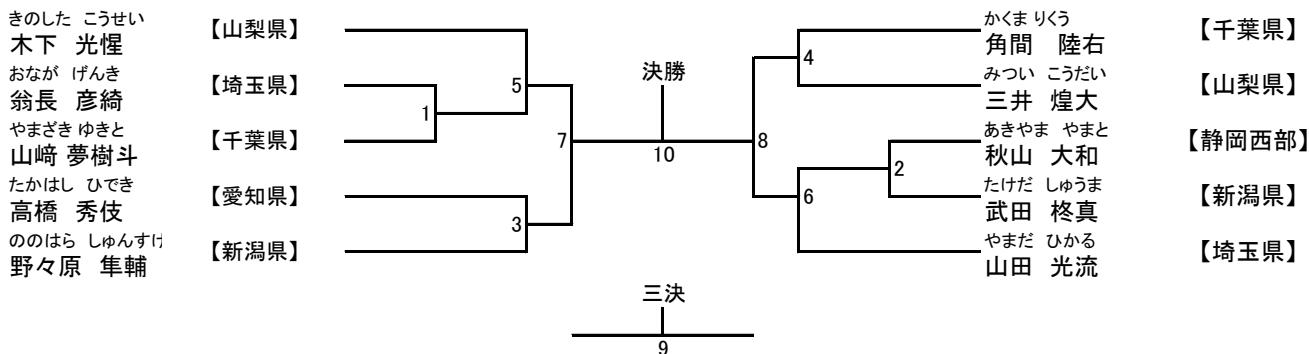 きのした こうせい
木下 光惺 【山梨県】
おなが げんき
翁長 彦綺 【埼玉県】
やまざき ゆきと
山﨑 夢樹斗 【千葉県】
たかはし ひでき
高橋 秀伎 【愛知県】
ののはら しゅんすけ
野々原 隼輔 【新潟県】
1
5
3
7
決勝
10
8
4
2
6
かくま りくう
角間 陸右 【千葉県】
みつい こうだい
三井 煌大 【山梨県】
あきやま やまと
秋山 大和 【静岡西部】
たけだ しゅうま
武田 柊真 【新潟県】
やまだ ひかる
山田 光流 【埼玉県】
三決
9